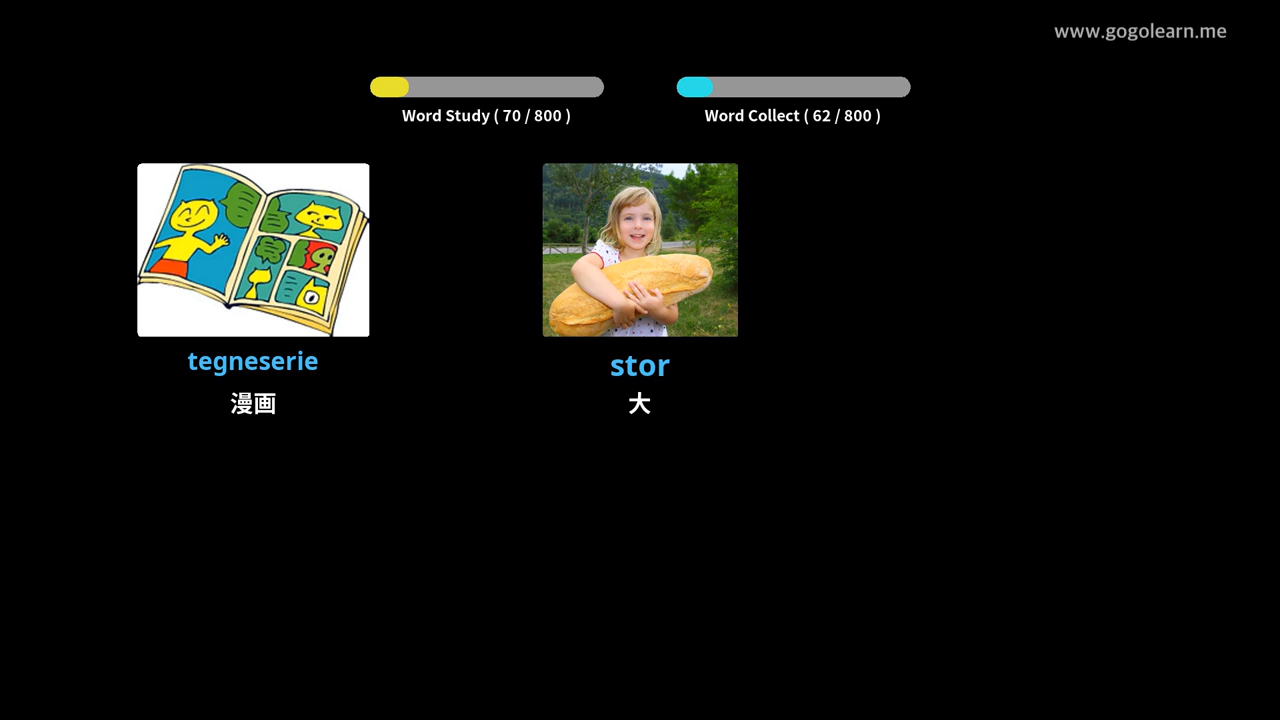 www.gogolearn.me
Word Study ( 70 / 800 )
Word Collect ( 62 / 800 )
tegneserie
漫画
stor
大